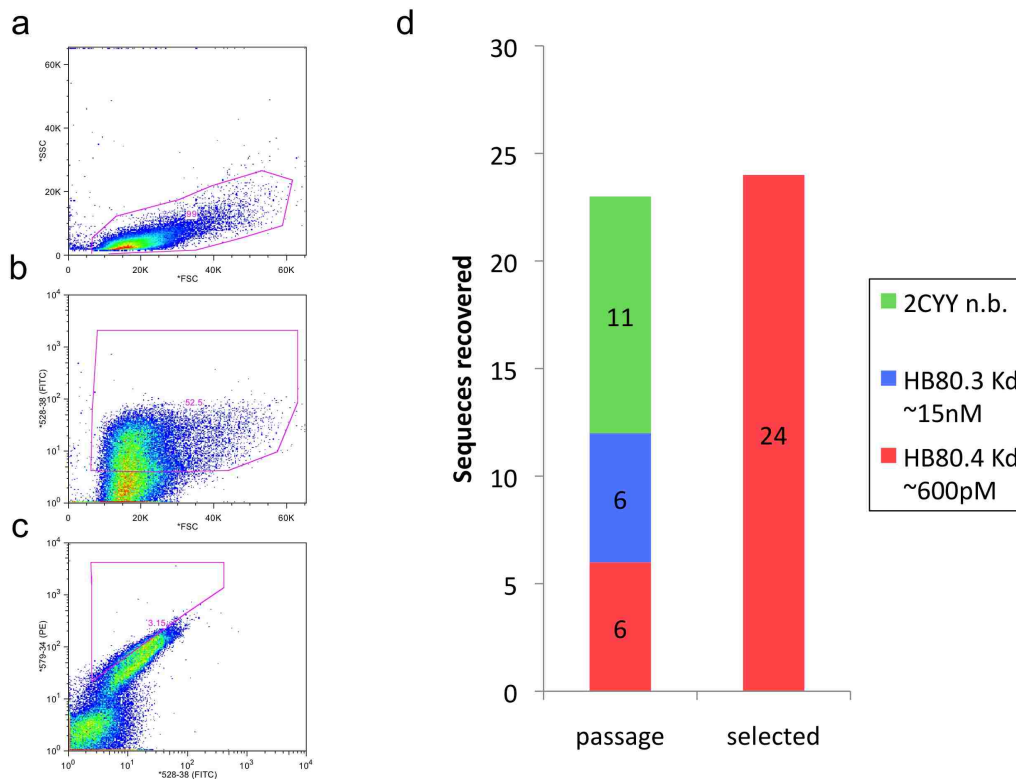 a
60K
40K
20K
0
*SSC
99
0 20K 40K 60K
*FSC
b
10^4
10^3
10^2
10^1
10^0
*528-38 (FITC)
52.5
0 20K 40K 60K
*FSC
c
10^4
10^3
10^2
10^1
10^0
*579-34 (PE)
3.15
10^0 10^1 10^2 10^3 10^4
*528-38 (FITC)
d
30
25
20
15
10
5
0
Sequeces recovered
11
6
6
24
passage selected
2CYY n.b.
HB80.3 Kd
~15nM
HB80.4 Kd
~600pM